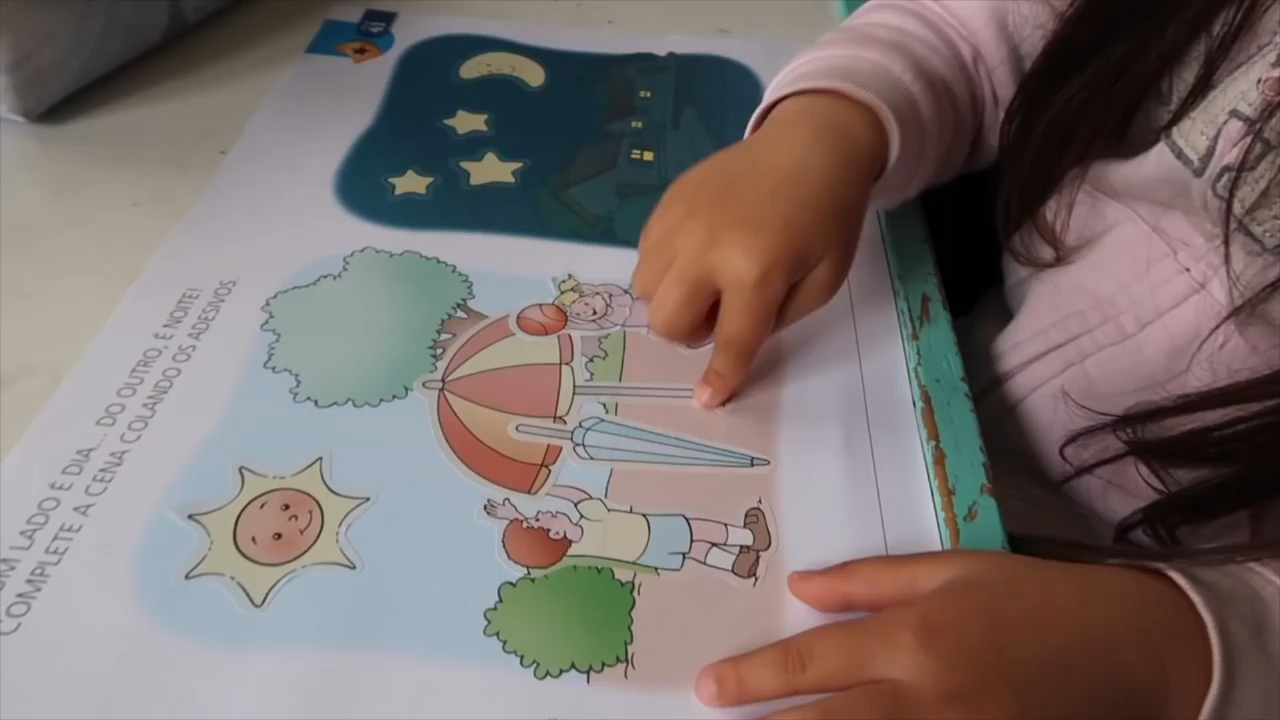 UM LADO É DIA... DO OUTRO, É NOITE!
COMPLETE A CENA COLANDO OS ADESIVOS.